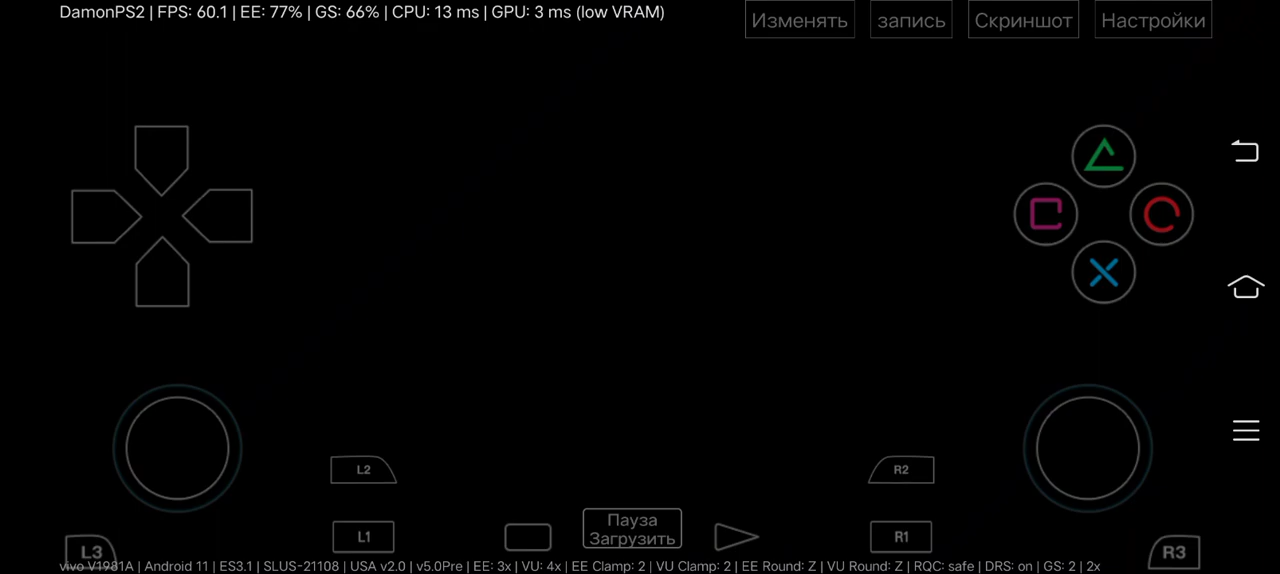 DamonPS2 | FPS: 60.1 | EE: 77% | GS: 66% | CPU: 13 ms | GPU: 3 ms (low VRAM)
Изменять
запись
Скриншот
Настройки
L2
R2
L1
Пауза
Загрузить
R1
L3
R3
vivo V1981A | Android 11 | ES3.1 | SLUS-21108 | USA v2.0 | v5.0Pre | EE: 3x | VU: 4x | EE Clamp: 2 | VU Clamp: 2 | EE Round: Z | VU Round: Z | RQC: safe | DRS: on | GS: 2 | 2x